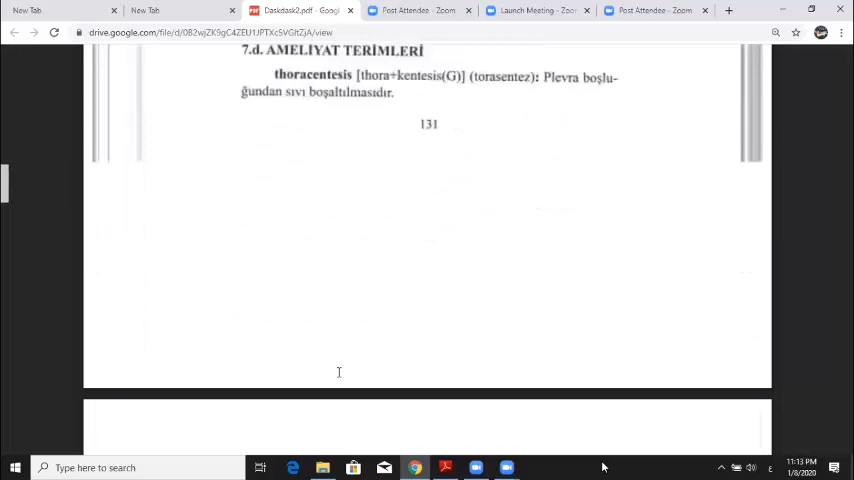 New Tab
New Tab
Daskdask2.pdf - Googl
Post Attendee - Zoom
Launch Meeting - Zoom
Post Attendee - Zoom
drive.google.com/file/d/0B2wjZK9gC4ZEU1JPTXc5VGltZjA/view
7.d. AMELİYAT TERİMLERİ
thoracentesis [thora+kentesis(G)] (torasentez): Plevra boşlu-
ğundan sıvı boşaltılmasıdır.
131
Type here to search
ع
11:13 PM
1/8/2020